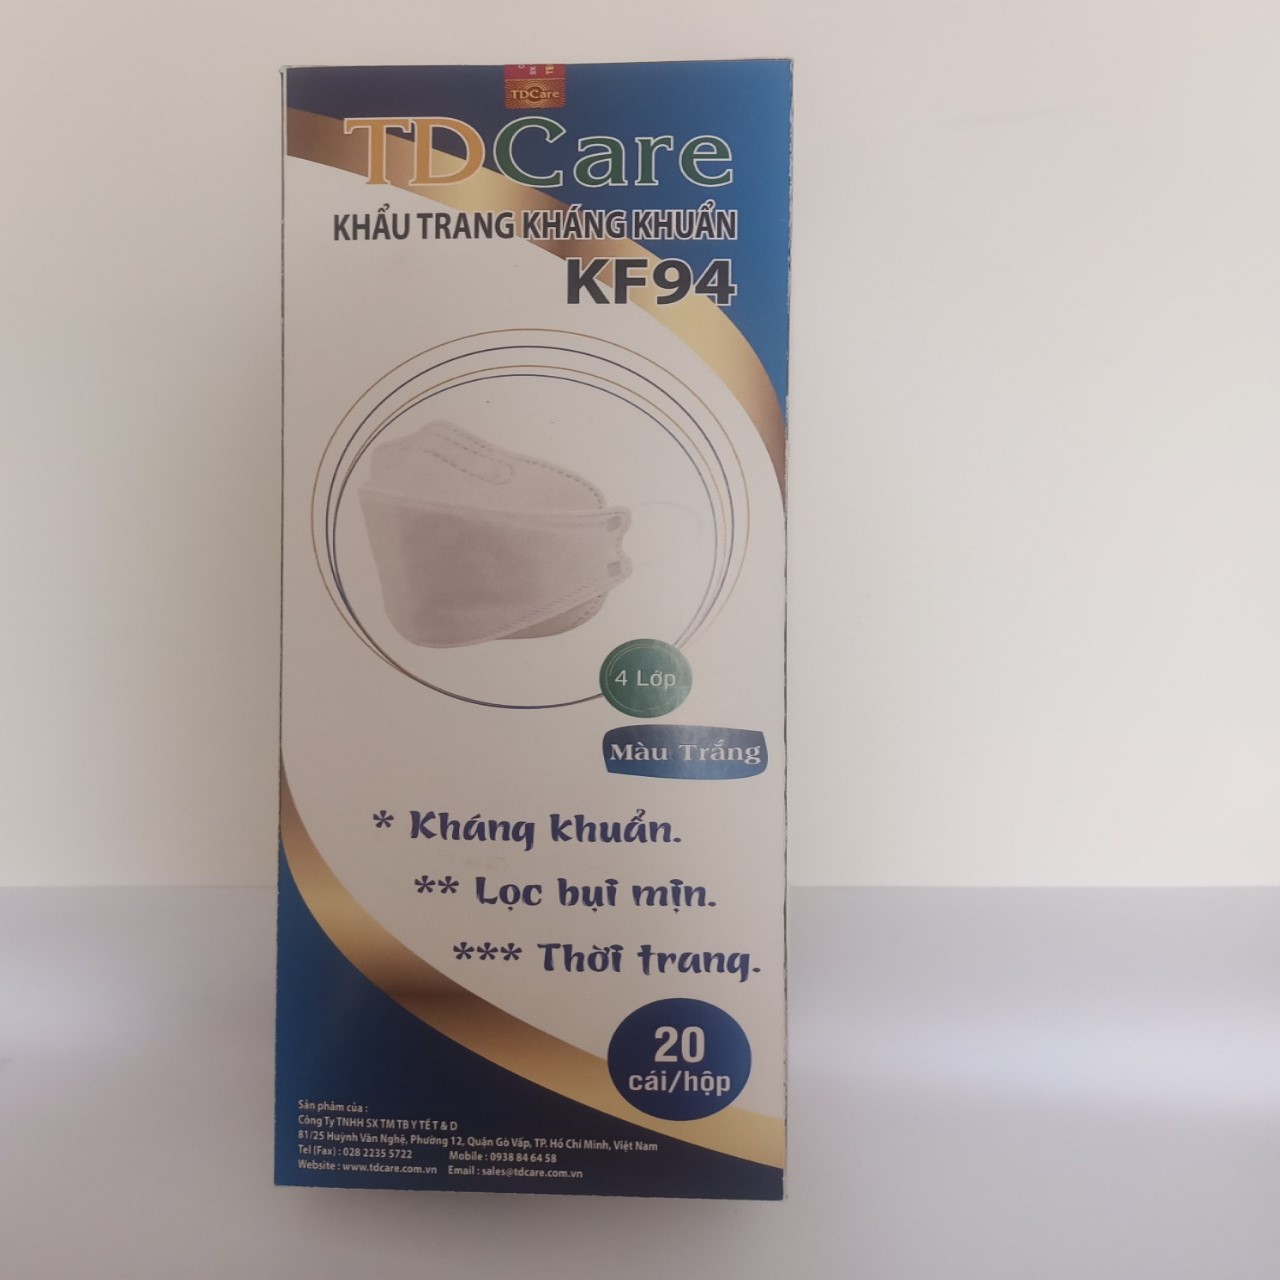 TDCare
TDCare
KHẨU TRANG KHÁNG KHUẨN
KF94
4 Lớp
Màu Trắng
* Kháng khuẩn.
** Lọc bụi mịn.
*** Thời trang.
20
cái/hộp
Sản phẩm của :
Công Ty TNHH SX TM TB Y TẾ T & D
81/25 Huỳnh Văn Nghệ, Phường 12, Quận Gò Vấp, TP. Hồ Chí Minh, Việt Nam
Tel (Fax) : 028 2235 5722 Mobile : 0938 84 64 58
Website : www.tdcare.com.vn Email : sales@tdcare.com.vn